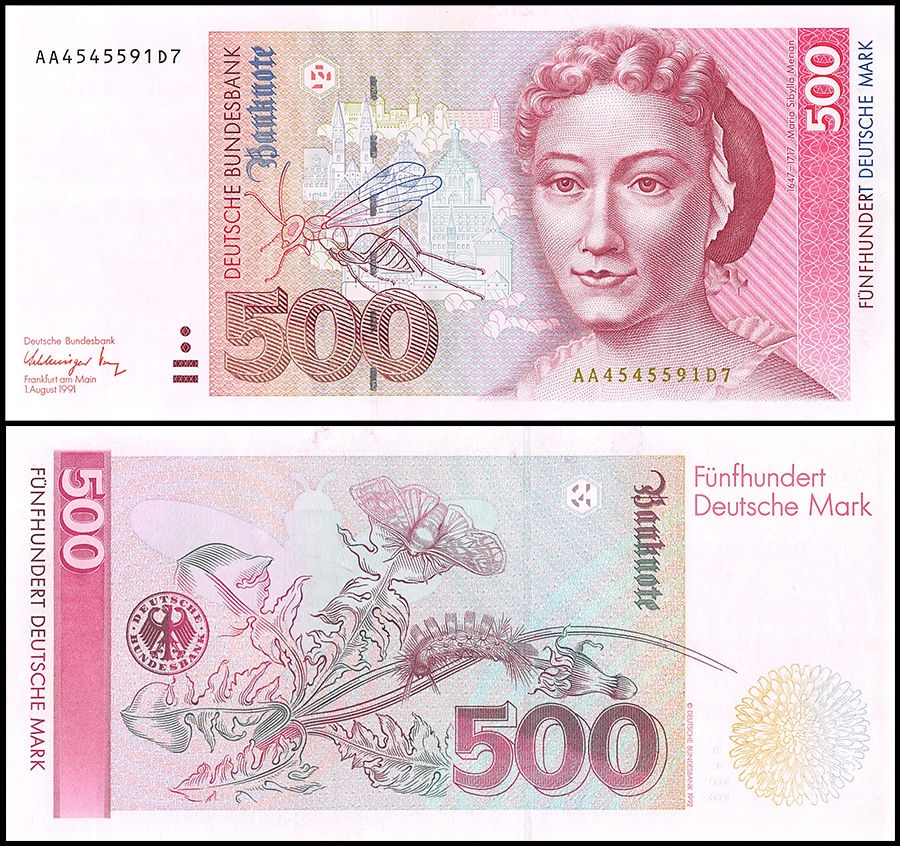 AA4545591D7
DEUTSCHE BUNDESBANK
Banknote
500
Deutsche Bundesbank
Frankfurt am Main
1. August 1991
AA4545591D7
1647–1717 Maria Sibylla Merian
500
FÜNFHUNDERT DEUTSCHE MARK
500
FÜNFHUNDERT DEUTSCHE MARK
DEUTSCHE
BUNDESBANK
Banknote
500
© DEUTSCHE BUNDESBANK 1992
Fünfhundert
Deutsche Mark